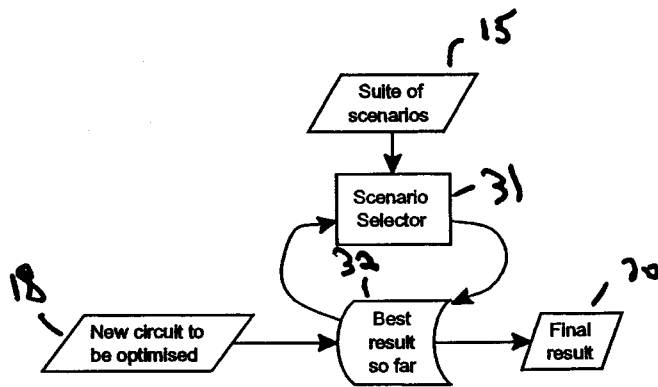 15
Suite of
scenarios
Scenario
Selector
31
32
18
New circuit to
be optimised
Best
result
so far
20
Final
result